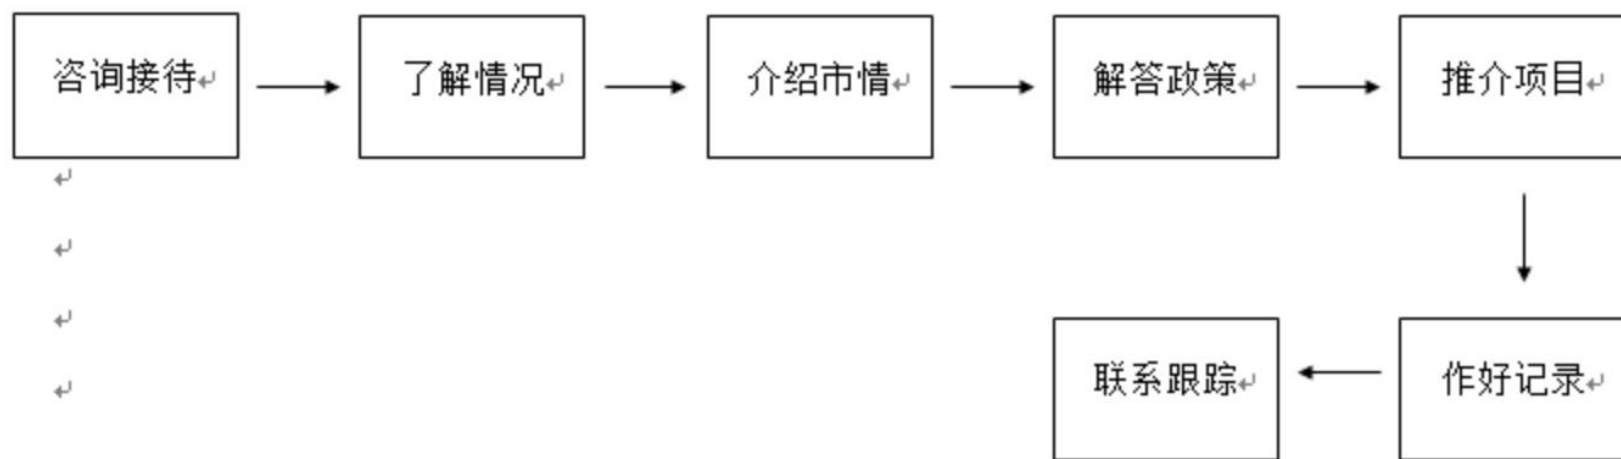 咨询接待
了解情况
介绍市情
解答政策
推介项目
联系跟踪
作好记录